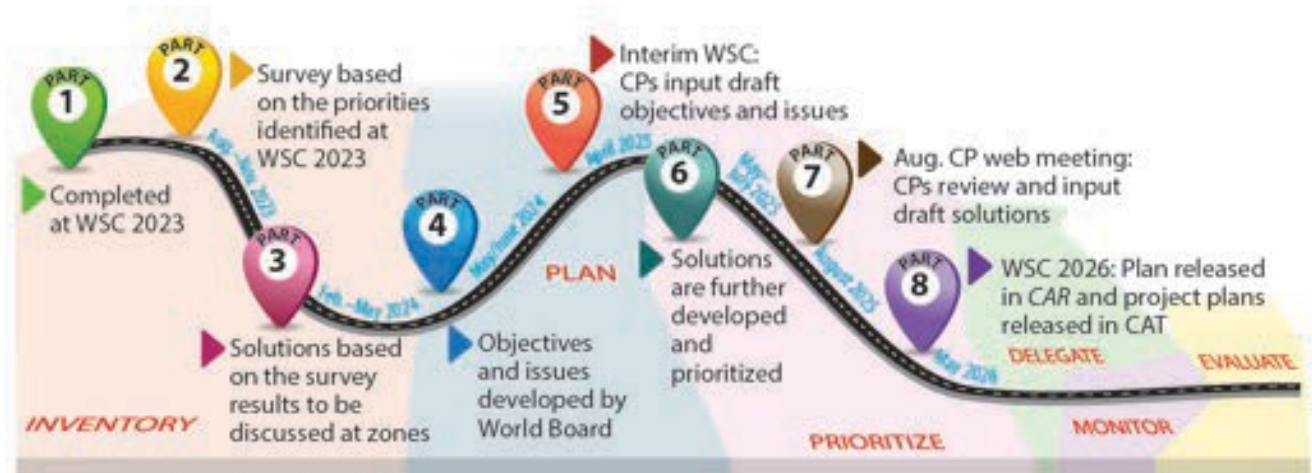 PART
1
Completed
at WSC 2023
PART
2
Survey based
on the priorities
identified at
WSC 2023
Aug.–Nov 2023
PART
3
Solutions based
on the survey
results to be
discussed at zones
Feb –May 2024
INVENTORY
PART
4
Objectives
and issues
developed by
World Board
May/June 2024
PLAN
PART
5
Interim WSC:
CPs input draft
objectives and issues
April 2025
PART
6
Solutions
are further
developed
and
prioritized
May–
2025
PART
7
Aug. CP web meeting:
CPs review and input
draft solutions
August 2025
PRIORITIZE
PART
8
WSC 2026: Plan released
in CAR and project plans
released in CAT
May 2026
DELEGATE
MONITOR
EVALUATE